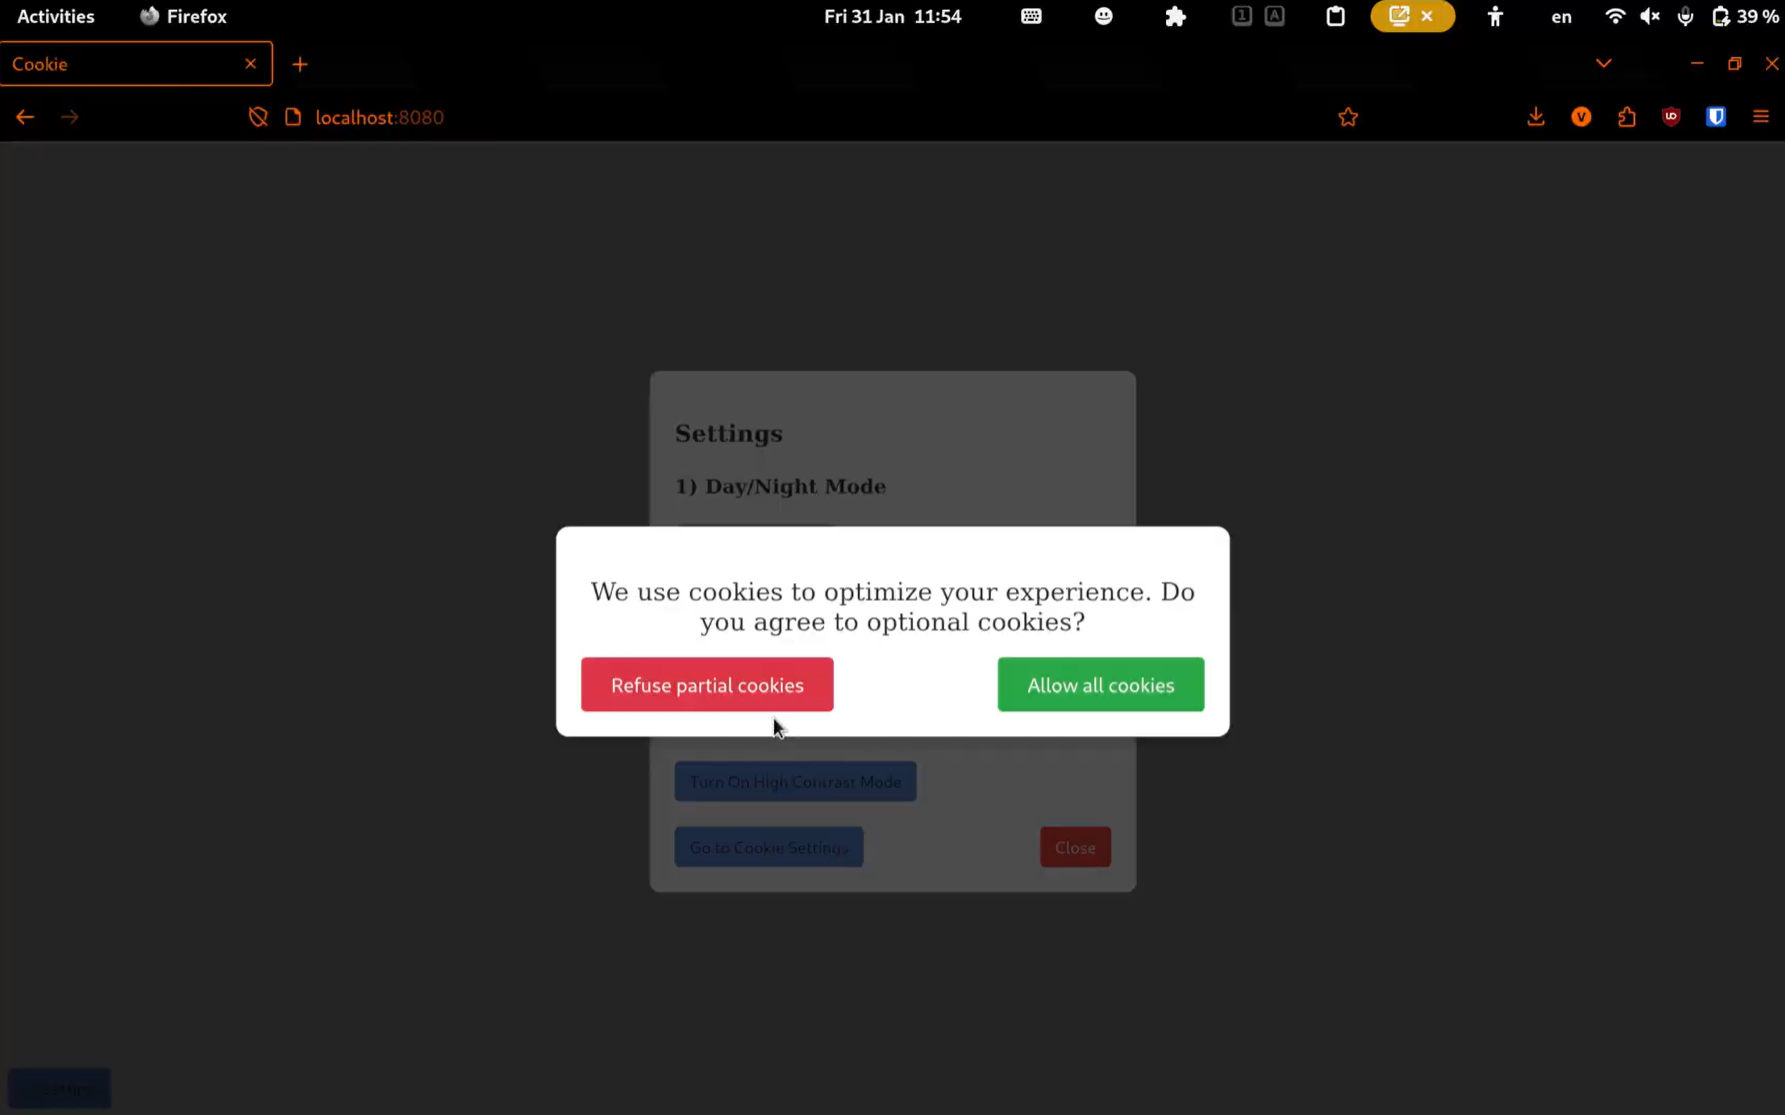 Activities Firefox Fri 31 Jan 11:54 1 A en 39 %
Cookie
localhost:8080 V UD
Settings
1) Day/Night Mode
We use cookies to optimize your experience. Do
you agree to optional cookies?
Refuse partial cookies Allow all cookies
Turn On High Contrast Mode
Go to Cookie Settings Close